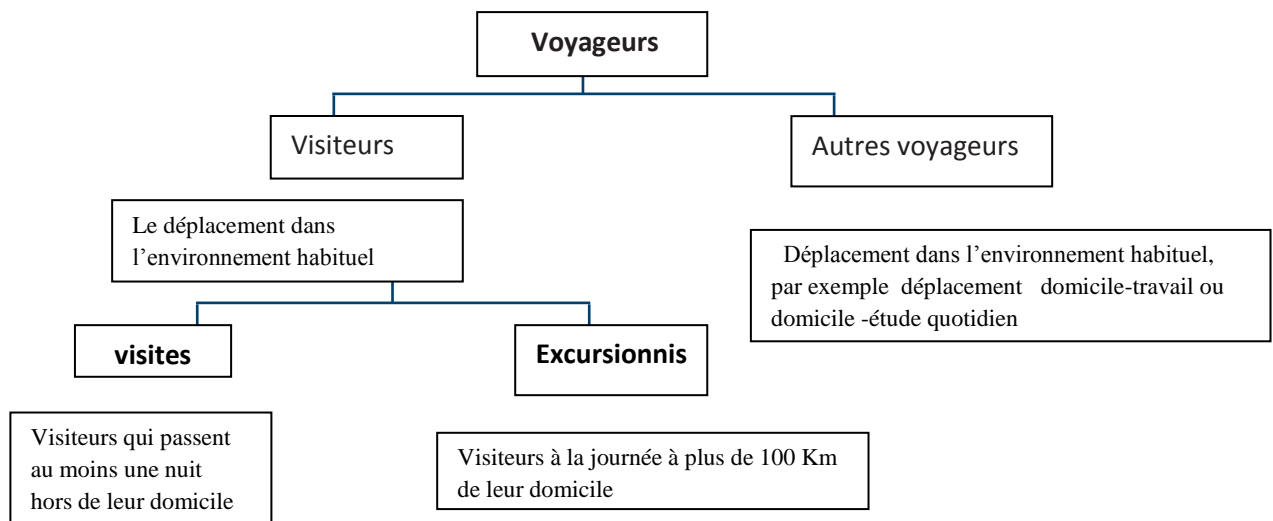 Voyageurs
Visiteurs
Autres voyageurs
Le déplacement dans
l’environnement habituel
Déplacement dans l’environnement habituel,
par exemple déplacement domicile-travail ou
domicile -étude quotidien
visites
Excursionnis
Visiteurs qui passent
au moins une nuit
hors de leur domicile
Visiteurs à la journée à plus de 100 Km
de leur domicile